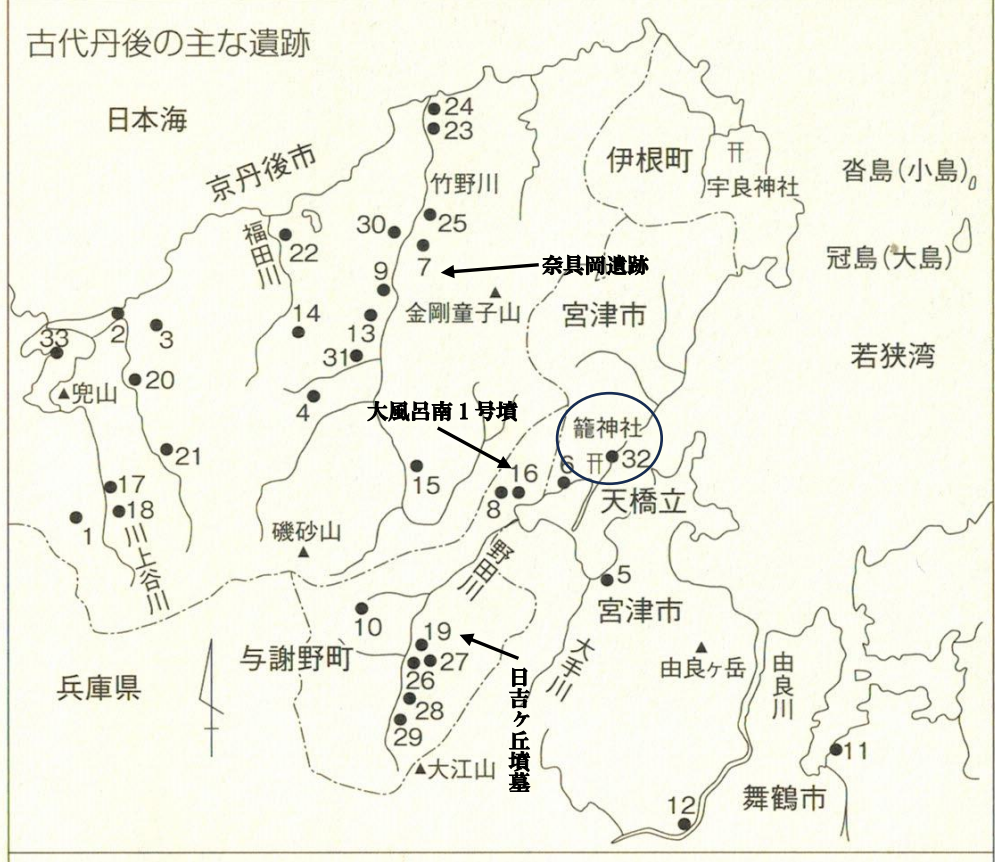 古代丹後の主な遺跡
日本海
京丹後市
24
23
竹野川
伊根町
宇良神社
沓島(小島)
冠島(大島)
若狭湾
福田川
22
30
25
7
奈具岡遺跡
9
金剛童子山
宮津市
14
13
31
4
2
3
33
兜山
20
21
17
18
1
川上谷川
大風呂南1号墳
籠神社
32
6
16
8
15
天橋立
磯砂山
野田川
5
宮津市
大手川
10
与謝野町
19
27
26
28
29
日吉ヶ丘墳墓
大江山
由良ヶ岳
由良川
兵庫県
11
舞鶴市
12